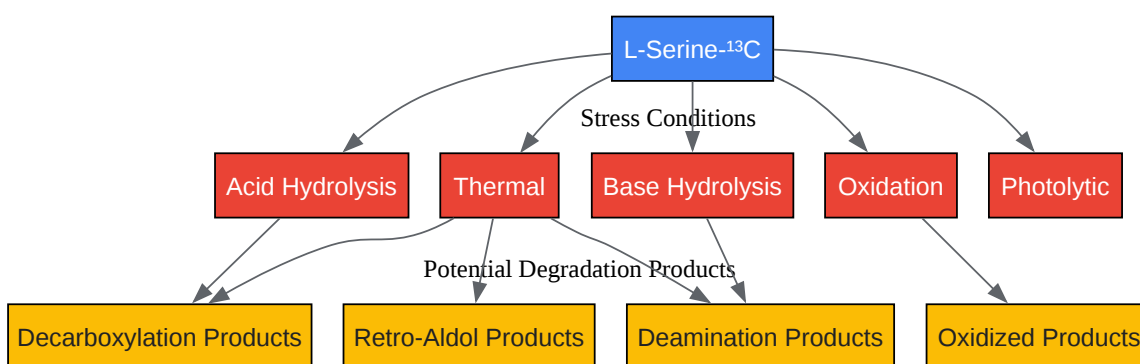 L-Serine-¹³C
Stress Conditions
Acid Hydrolysis
Thermal
Base Hydrolysis
Oxidation
Photolytic
Potential Degradation Products
Decarboxylation Products
Retro-Aldol Products
Deamination Products
Oxidized Products